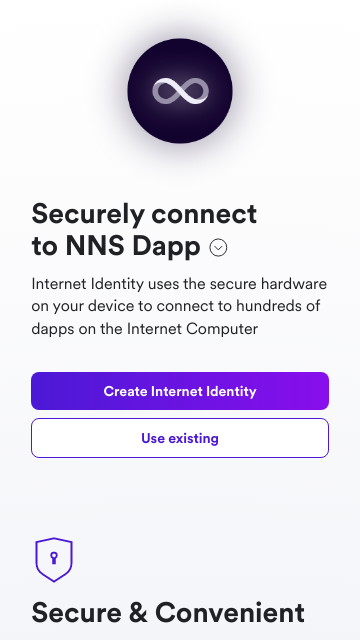 Securely connect
to NNS Dapp
Internet Identity uses the secure hardware
on your device to connect to hundreds of
dapps on the Internet Computer
Create Internet Identity
Use existing
Secure & Convenient